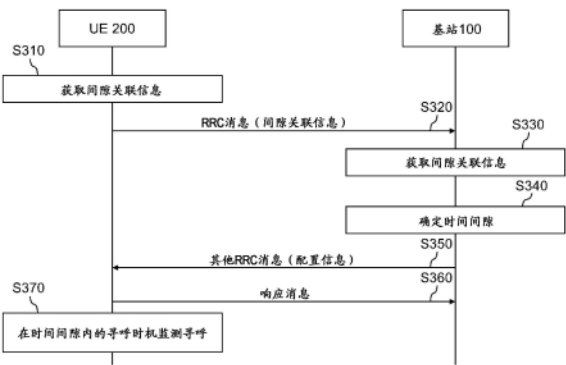 UE 200
基站100
S310
获取间隙关联信息
S320
RRC消息（间隙关联信息）
S330
获取间隙关联信息
S340
确定时间间隙
S350
其他RRC消息（配置信息）
S360
响应消息
S370
在时间间隙内的寻呼时机监测寻呼